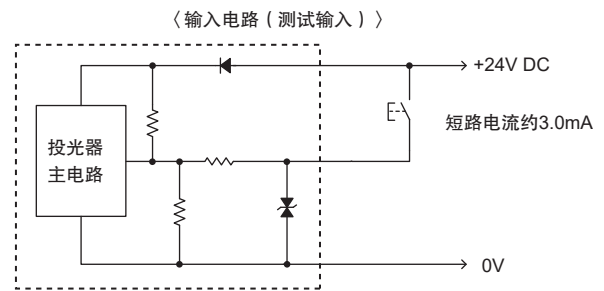 〈输入电路（测试输入）〉
+24V DC
短路电流约3.0mA
投光器
主电路
0V